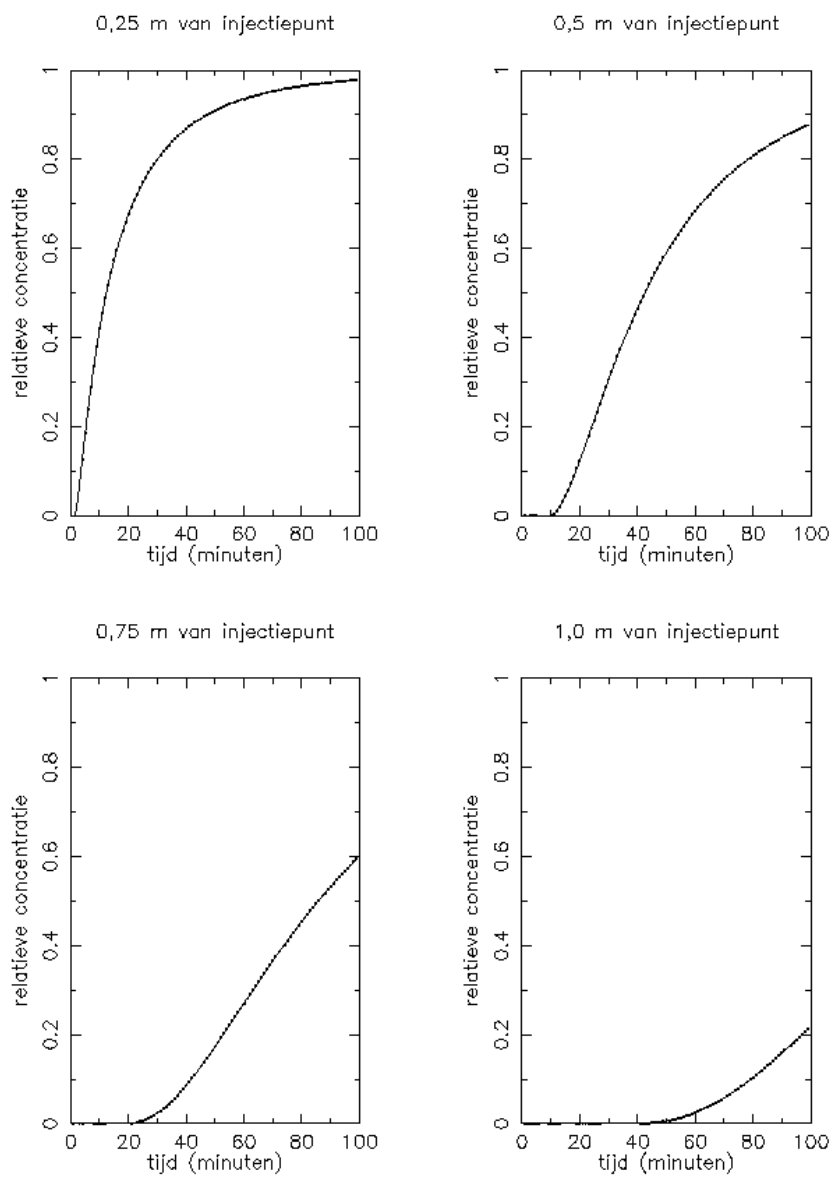 0,25 m van injectiepunt
relatieve concentratie
1
0.8
0.6
0.4
0.2
0
0 20 40 60 80 100
tijd (minuten)
0,5 m van injectiepunt
relatieve concentratie
1
0.8
0.6
0.4
0.2
0
0 20 40 60 80 100
tijd (minuten)
0,75 m van injectiepunt
relatieve concentratie
1
0.8
0.6
0.4
0.2
0
0 20 40 60 80 100
tijd (minuten)
1,0 m van injectiepunt
relatieve concentratie
1
0.8
0.6
0.4
0.2
0
0 20 40 60 80 100
tijd (minuten)